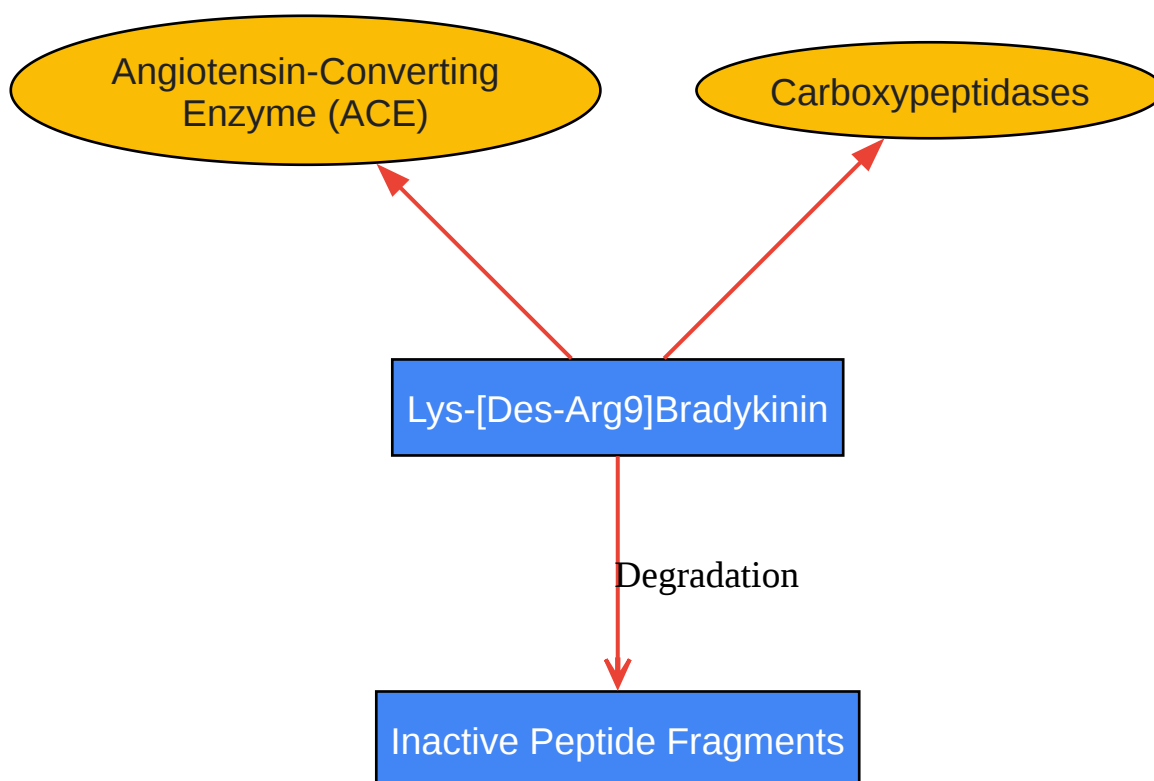 Angiotensin-Converting
Enzyme (ACE)
Carboxypeptidases
Lys-[Des-Arg9]Bradykinin
Degradation
Inactive Peptide Fragments